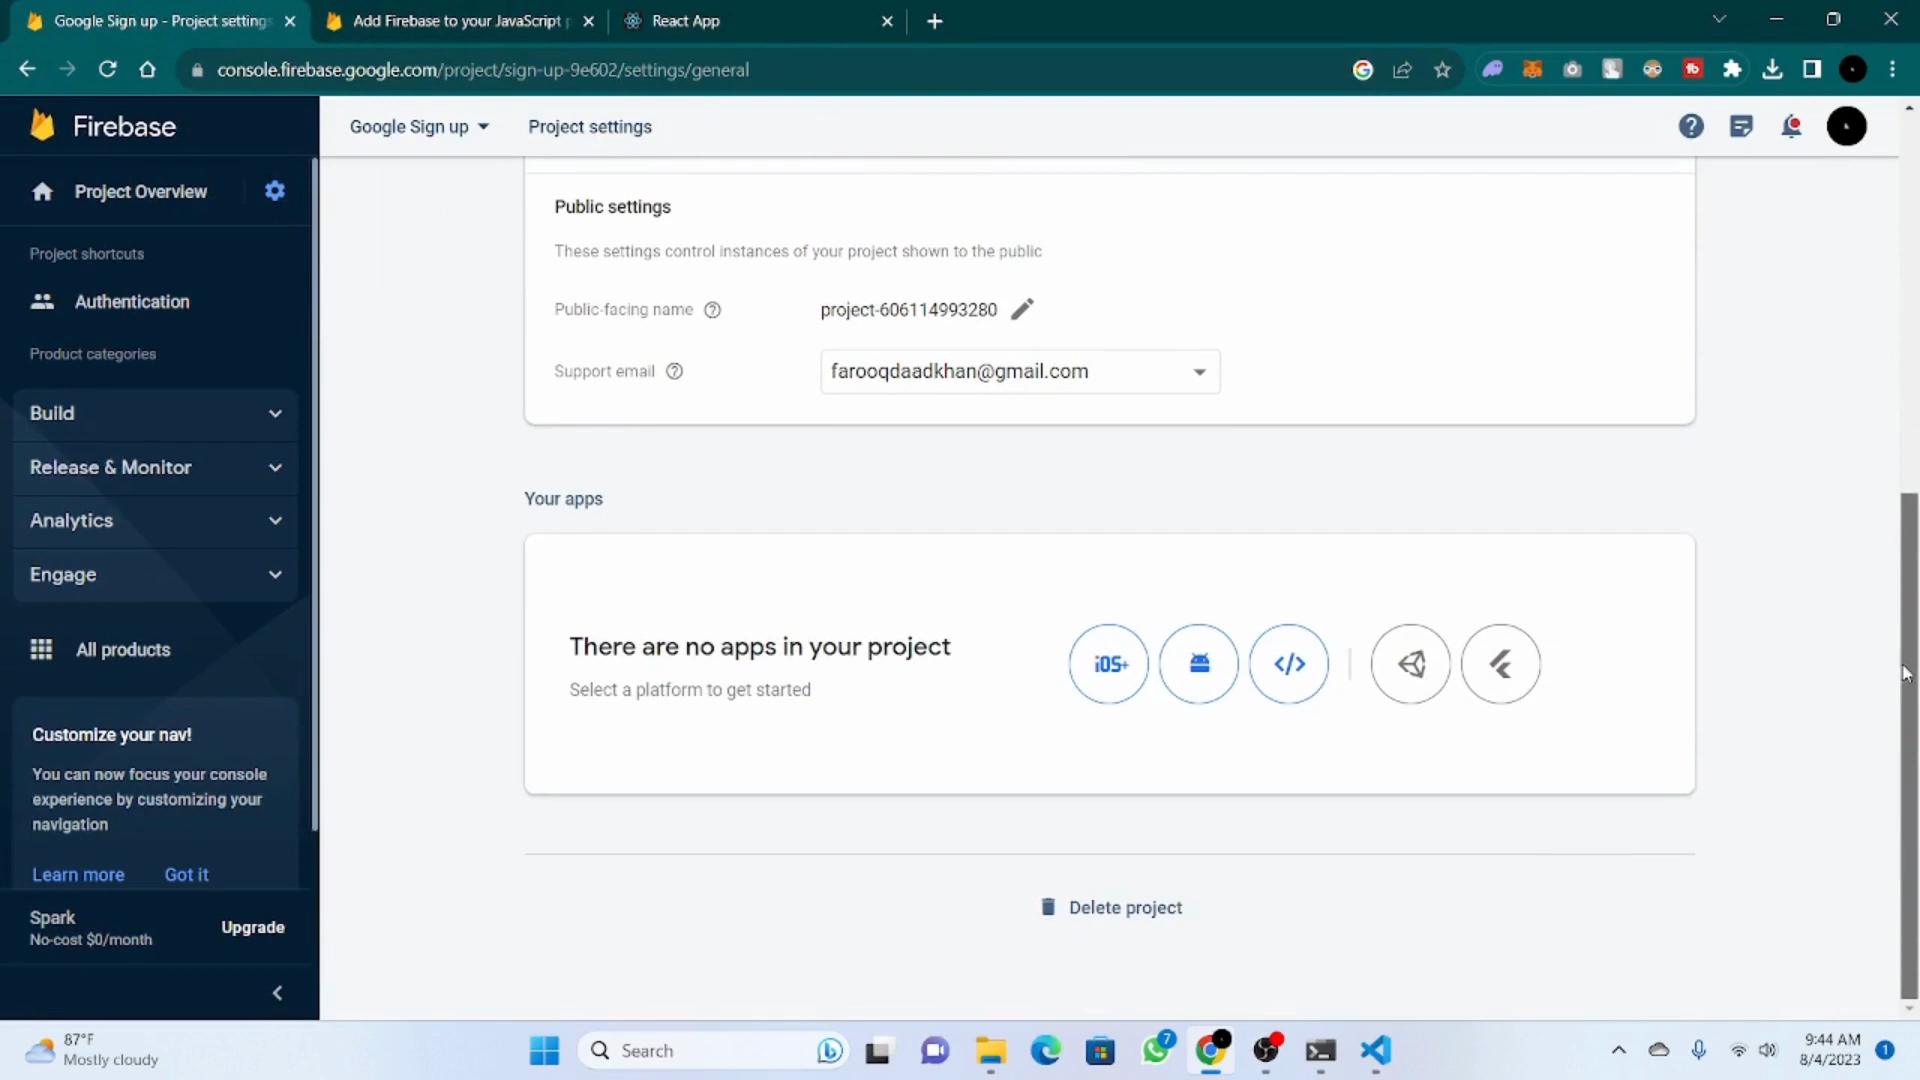 Google Sign up - Project settings
Add Firebase to your JavaScript p
React App
console.firebase.google.com/project/sign-up-9e602/settings/general
Firebase
Google Sign up
Project settings
Project Overview
Project shortcuts
Authentication
Product categories
Build
Release & Monitor
Analytics
Engage
All products
Customize your nav!
You can now focus your console
experience by customizing your
navigation
Learn more
Got it
Spark
No-cost $0/month
Upgrade
Public settings
These settings control instances of your project shown to the public
Public-facing name
project-606114993280
Support email
farooqdaadkhan@gmail.com
Your apps
There are no apps in your project
Select a platform to get started
iOS+
Delete project
87°F
Mostly cloudy
Search
7
9:44 AM
8/4/2023
1